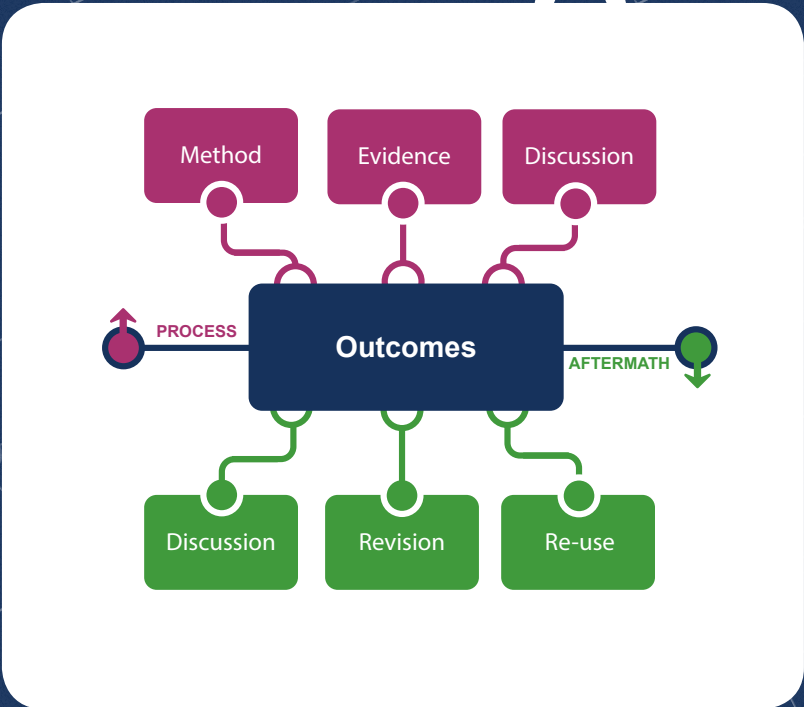 Method
Evidence
Discussion
PROCESS
Outcomes
AFTERMATH
Discussion
Revision
Re-use